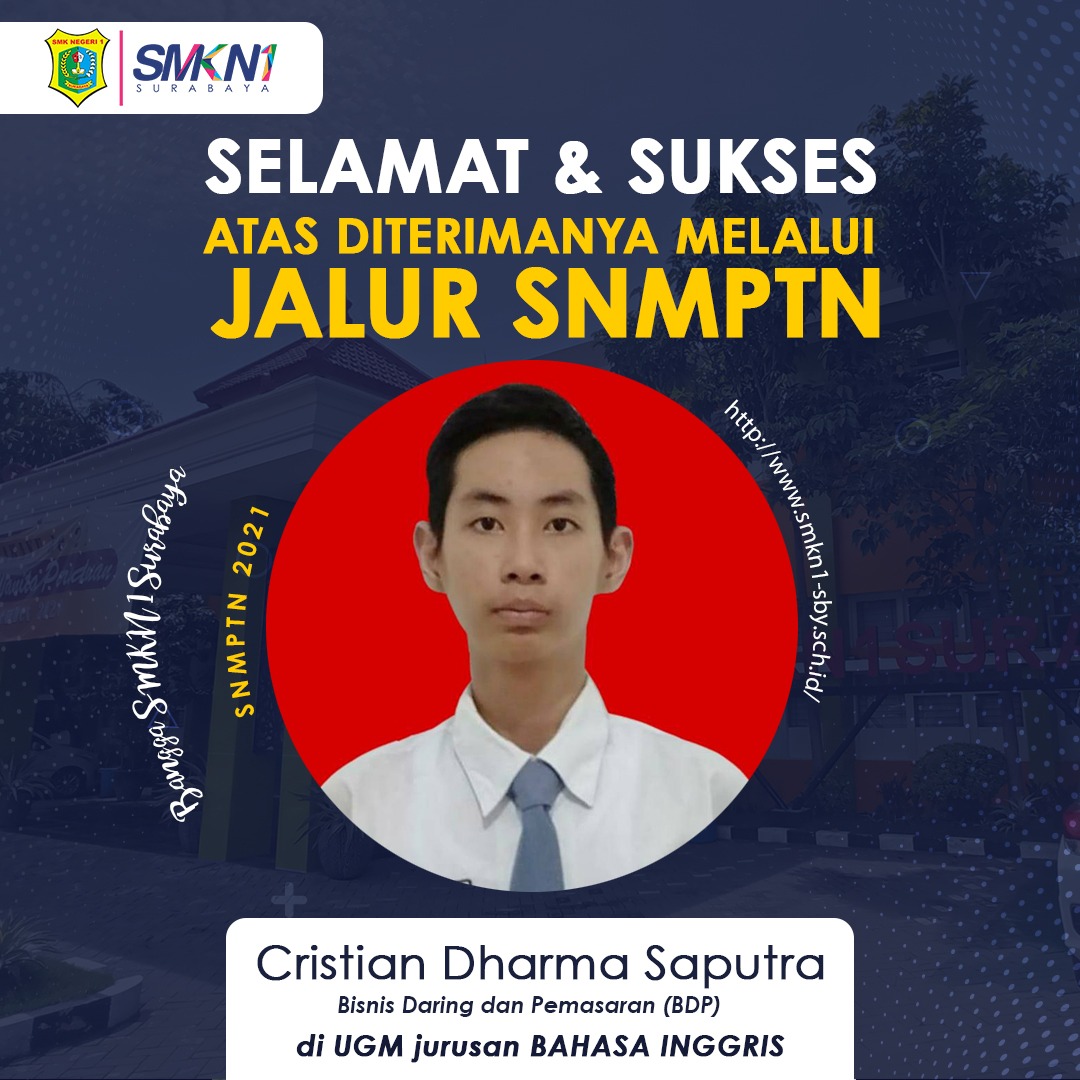 SMK NEGERI 1
SMKN1
SURABAYA
SELAMAT & SUKSES
ATAS DITERIMANYA MELALUI
JALUR SNMPTN
Bangga SMKN 1 Surabaya
SNMPTN 2021
http://www.smkn1-sby.sch.id/
Cristian Dharma Saputra
Bisnis Daring dan Pemasaran (BDP)
di UGM jurusan BAHASA INGGRIS